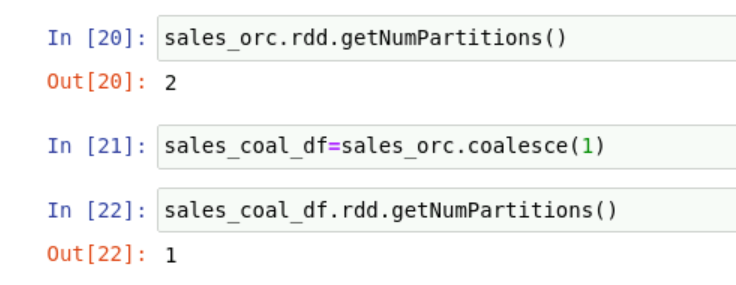 In [20]: sales_orc.rdd.getNumPartitions()
Out[20]: 2
In [21]: sales_coal_df=sales_orc.coalesce(1)
In [22]: sales_coal_df.rdd.getNumPartitions()
Out[22]: 1